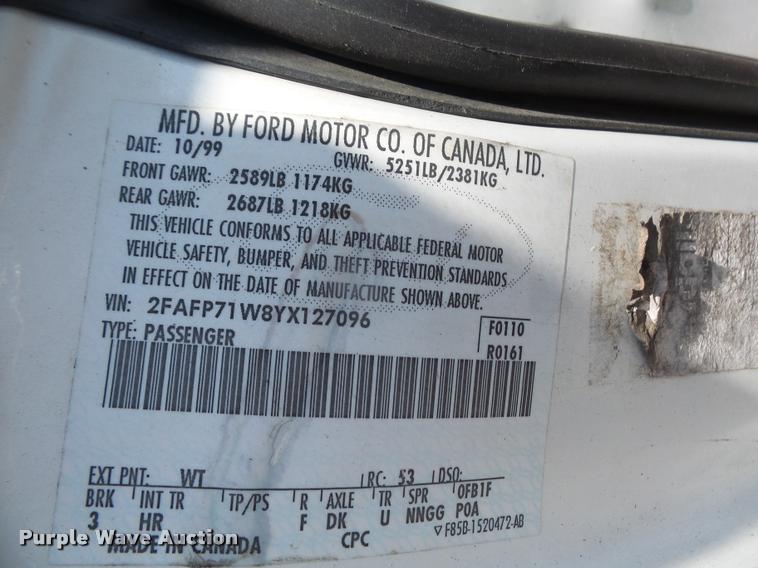 MFD. BY FORD MOTOR CO. OF CANADA, LTD.
DATE: 10/99 GVWR: 5251LB/2381KG
FRONT GAWR: 2589LB 1174KG
REAR GAWR: 2687LB 1218KG
THIS VEHICLE CONFORMS TO ALL APPLICABLE FEDERAL MOTOR
VEHICLE SAFETY, BUMPER, AND THEFT PREVENTION STANDARDS
IN EFFECT ON THE DATE OF MANUFACTURE SHOWN ABOVE.
VIN: 2FAFP71W8YX127096
TYPE: PASSENGER
F0110
R0161
EXT PNT: WT RC: 53 DSO:
BRK INT TR TP/PS R AXLE TR SPR OFB1F
3 HR F DK U NNGG POA
MADE IN CANADA CPC ▽F85B-1520472-AB
Purple Wave Auction